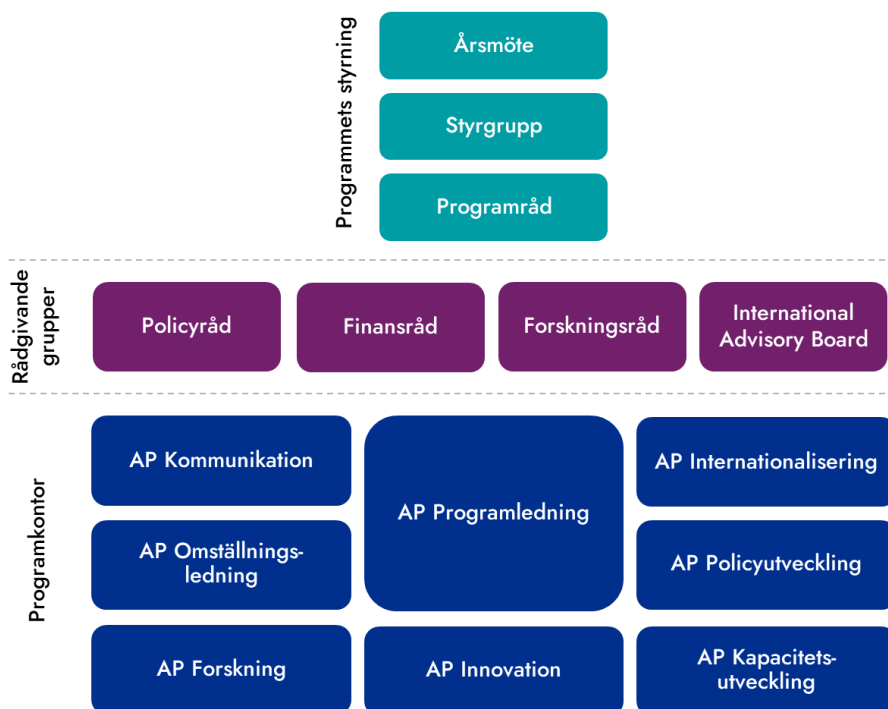 Programmets styrning
Årsmöte
Styrgrupp
Programråd
Rådgivande
grupper
Policyråd
Finansråd
Forskningsråd
International
Advisory Board
Programkontor
AP Kommunikation
AP Programledning
AP Internationalisering
AP Omställnings-
ledning
AP Policyutveckling
AP Forskning
AP Innovation
AP Kapacitets-
utveckling